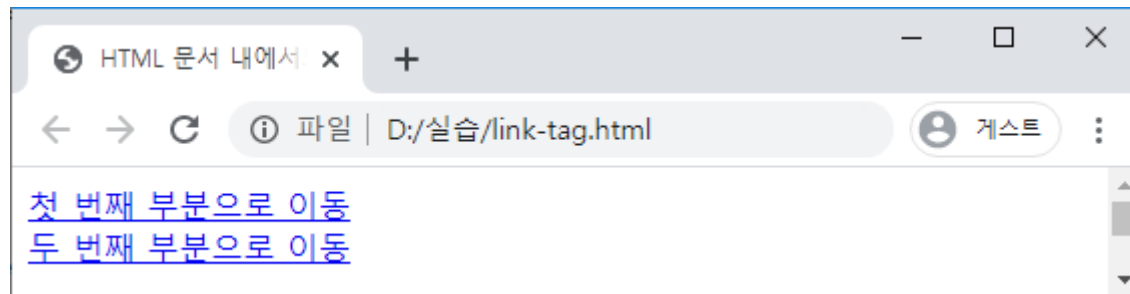 HTML 문서 내에서
파일 | D:/실습/link-tag.html
게스트
첫 번째 부분으로 이동
두 번째 부분으로 이동